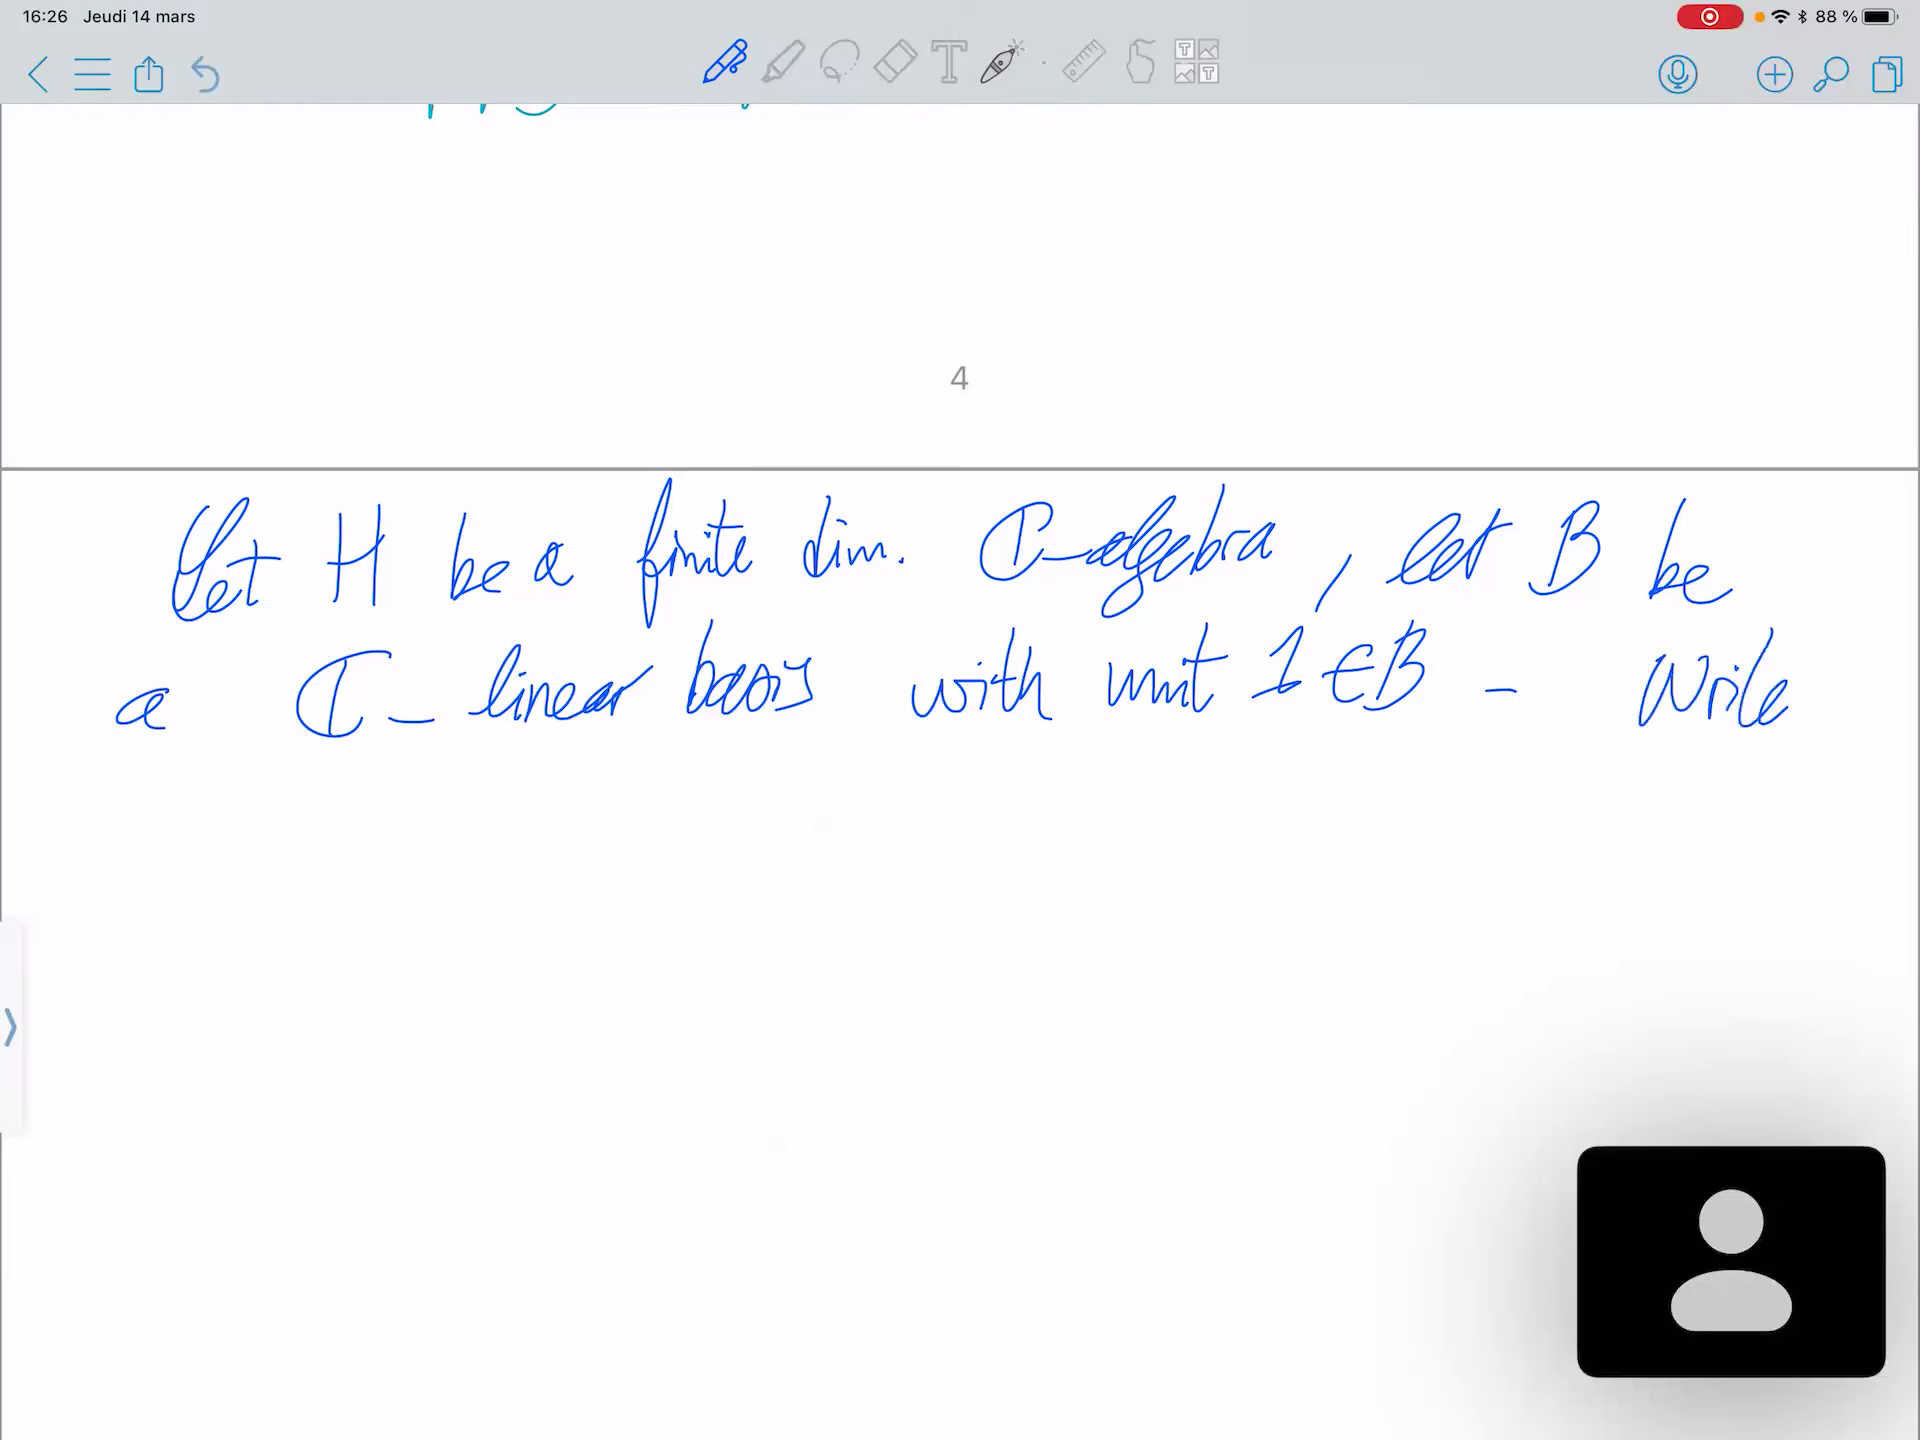 16:26 Jeudi 14 mars 88 %
4
Let H be a finite dim. ℂ-algebra, let B be
a ℂ-linear basis with unit 1 ∈ B - Write